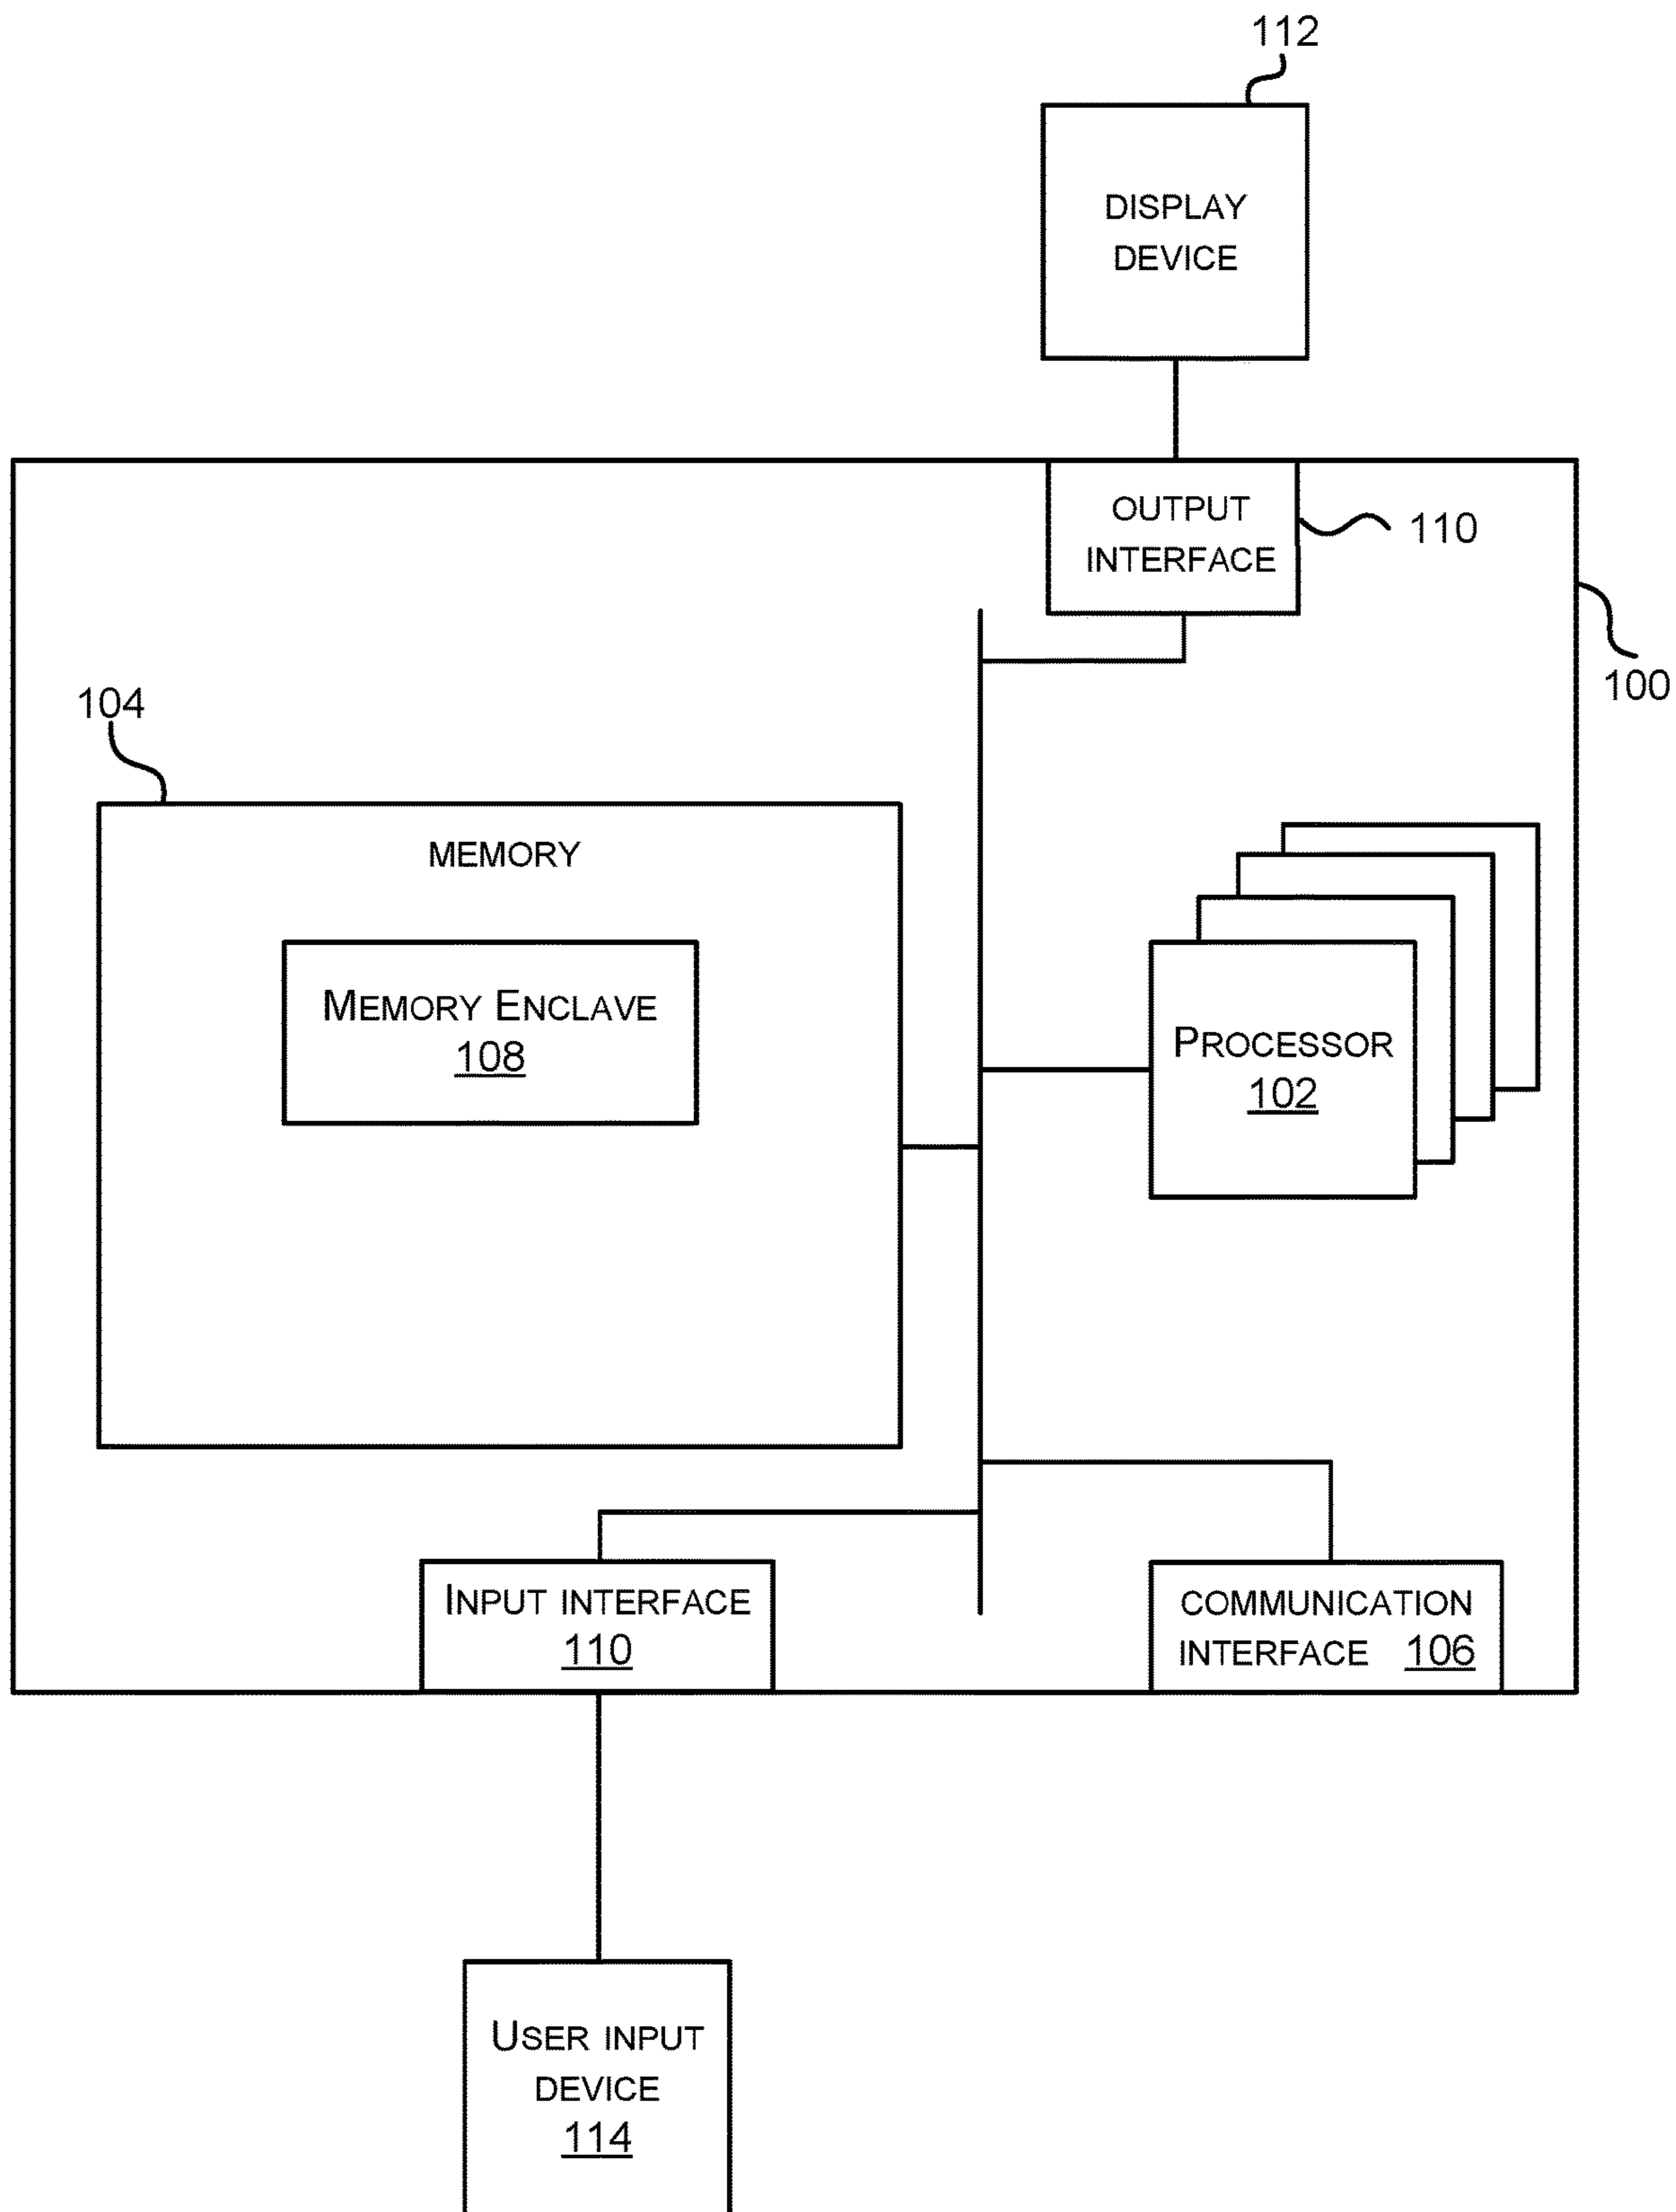 112
DISPLAY
DEVICE
OUTPUT
INTERFACE
110
100
104
MEMORY
MEMORY ENCLAVE
108
PROCESSOR
102
INPUT INTERFACE
110
COMMUNICATION
INTERFACE 106
USER INPUT
DEVICE
114